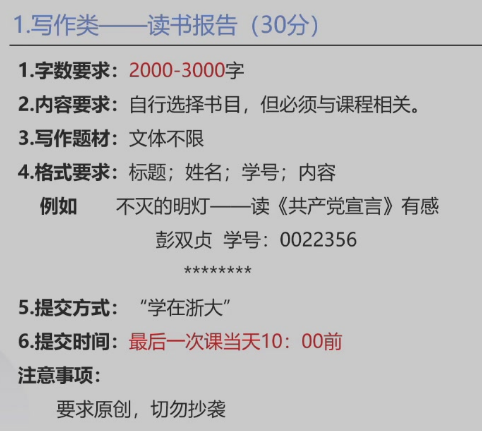 1.写作类——读书报告（30分）
1.字数要求：2000-3000字
2.内容要求：自行选择书目，但必须与课程相关。
3.写作题材：文体不限
4.格式要求：标题；姓名；学号；内容
例如 不灭的明灯——读《共产党宣言》有感
彭双贞 学号：0022356
********
5.提交方式：“学在浙大”
6.提交时间：最后一次课当天10：00前
注意事项：
要求原创，切勿抄袭